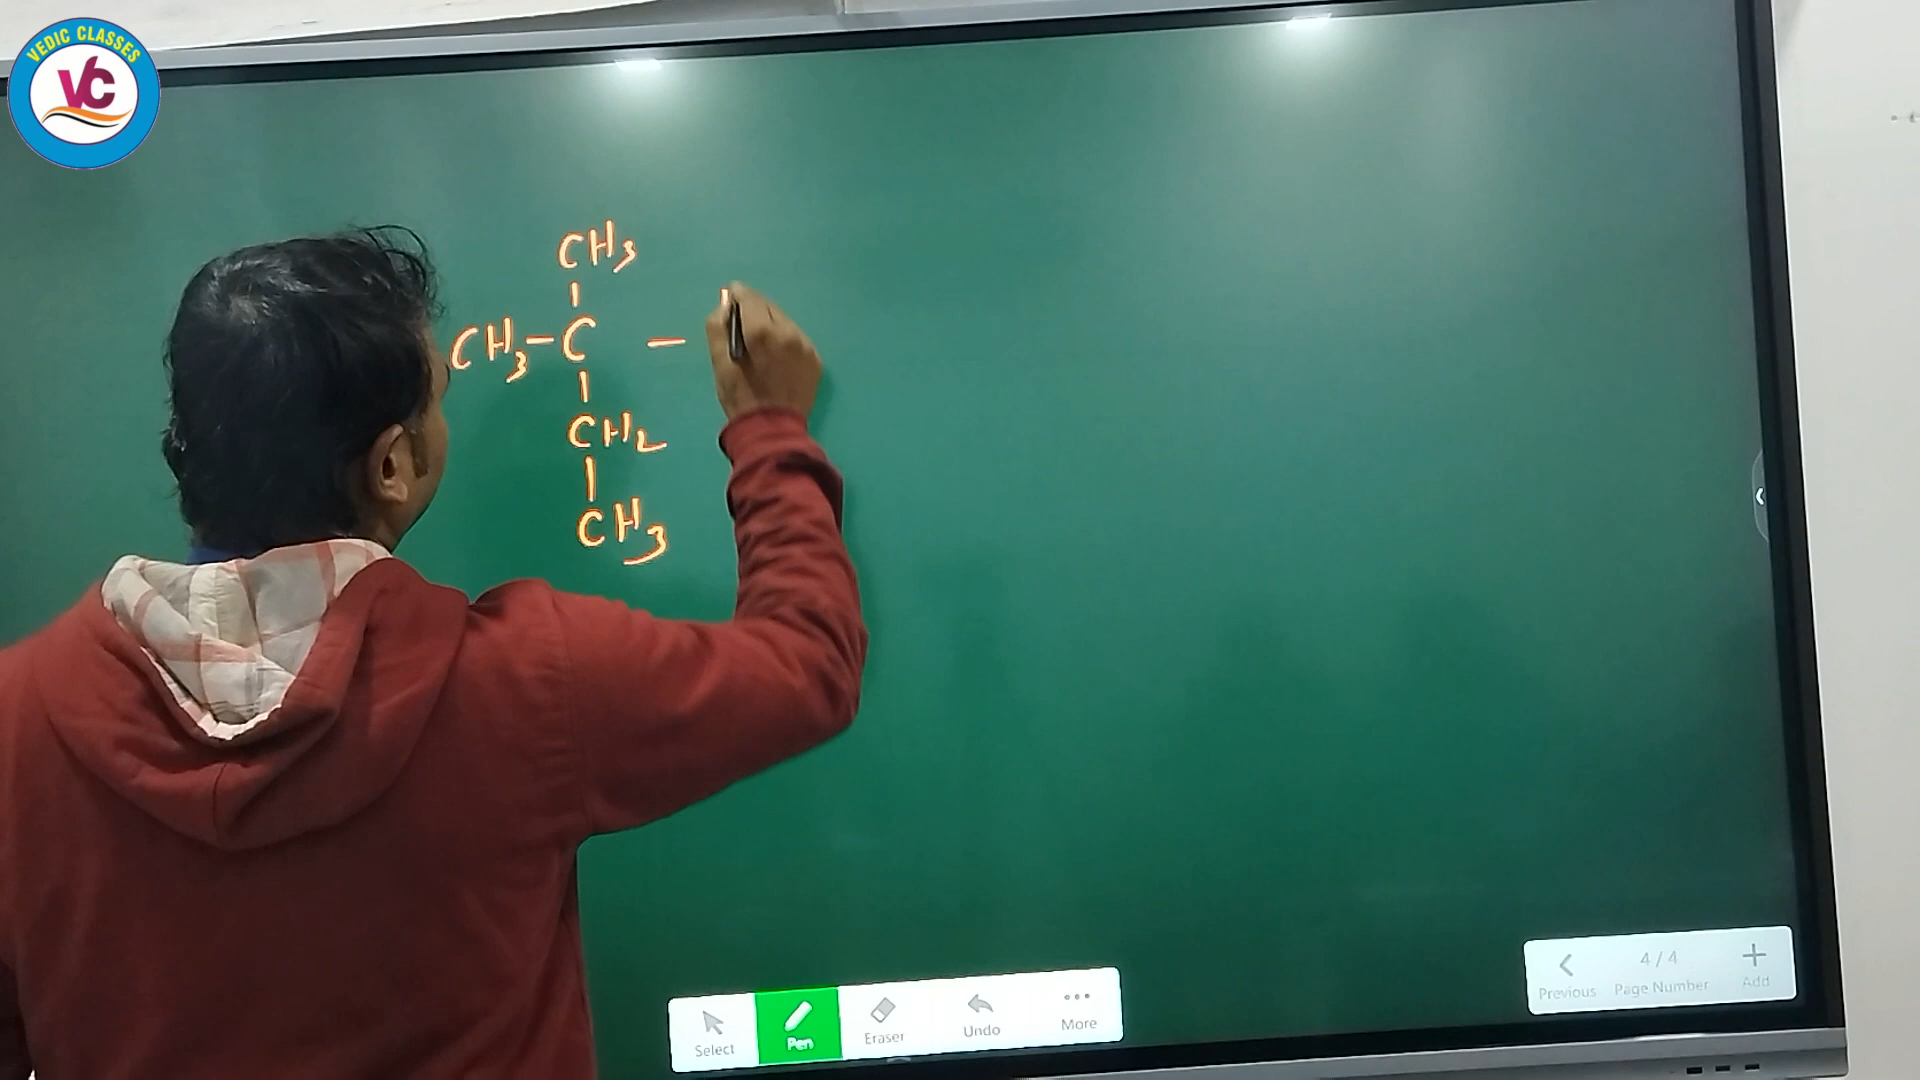 VEDIC CLASSES
VC
CH3
CH3-C -
CH2
CH3
Select
Pen
Eraser
Undo
More
Previous
4/4
Page Number
Add